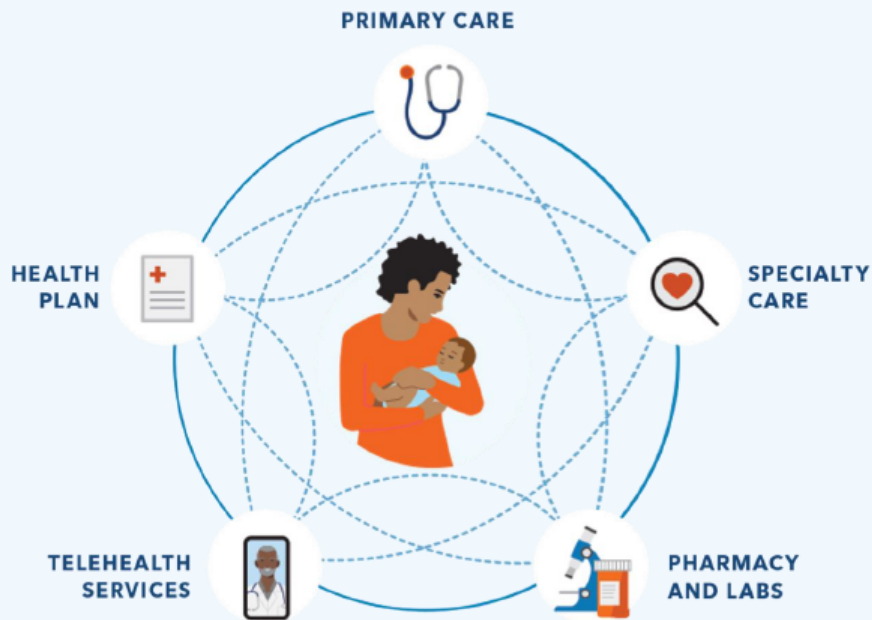 PRIMARY CARE
HEALTH
PLAN
SPECIALTY
CARE
TELEHEALTH
SERVICES
PHARMACY
AND LABS